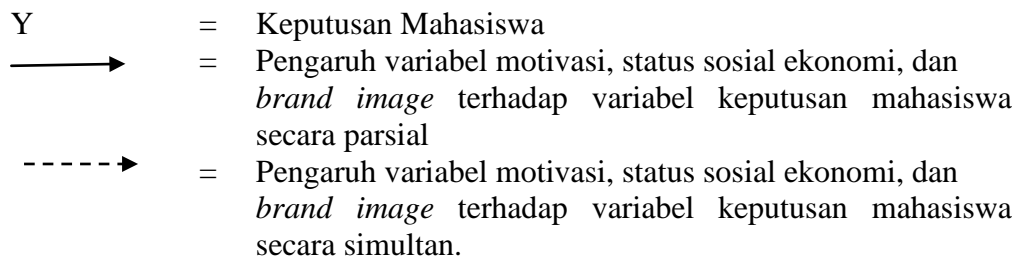 Y = Keputusan Mahasiswa
= Pengaruh variabel motivasi, status sosial ekonomi, dan
brand image terhadap variabel keputusan mahasiswa
secara parsial
= Pengaruh variabel motivasi, status sosial ekonomi, dan
brand image terhadap variabel keputusan mahasiswa
secara simultan.